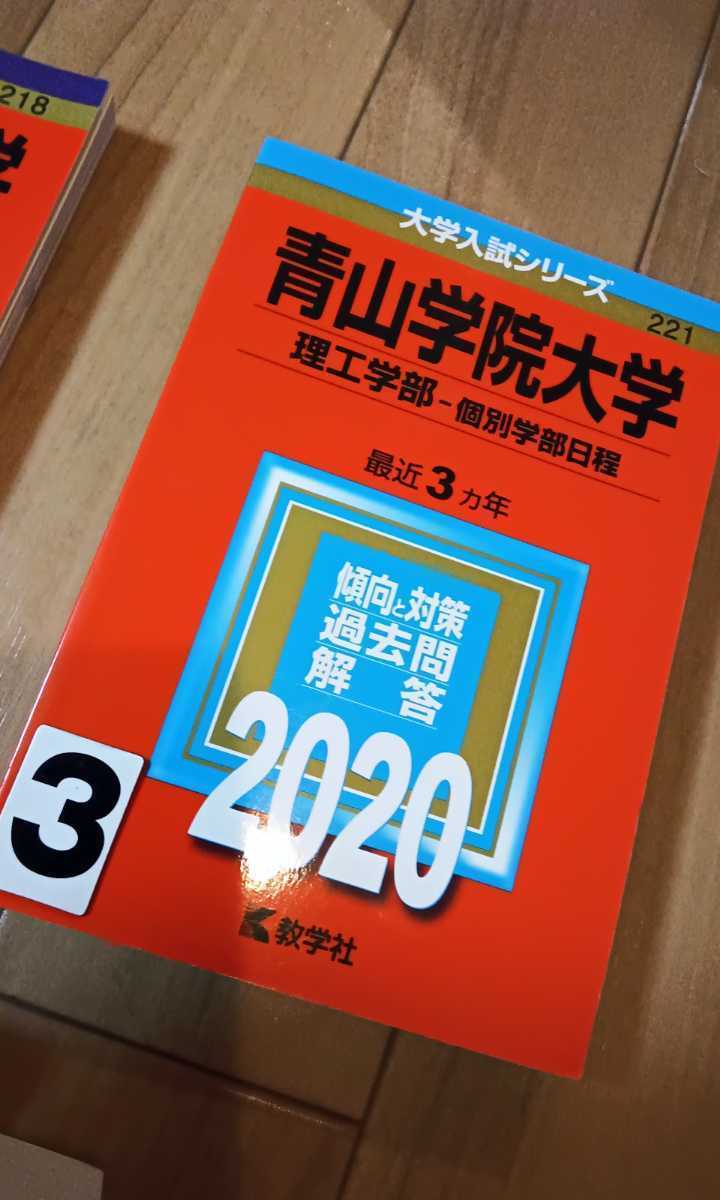 218
学
大学入試シリーズ
221
青山学院大学
理工学部-個別学部日程
最近3カ年
傾向と対策
過去問
解答
2020
3
教学社